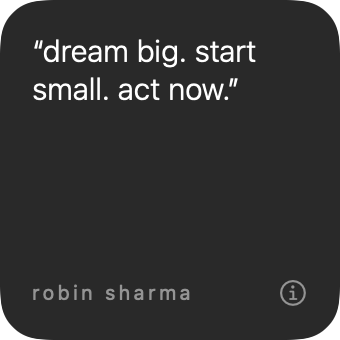 “dream big. start
small. act now.”
robin sharma